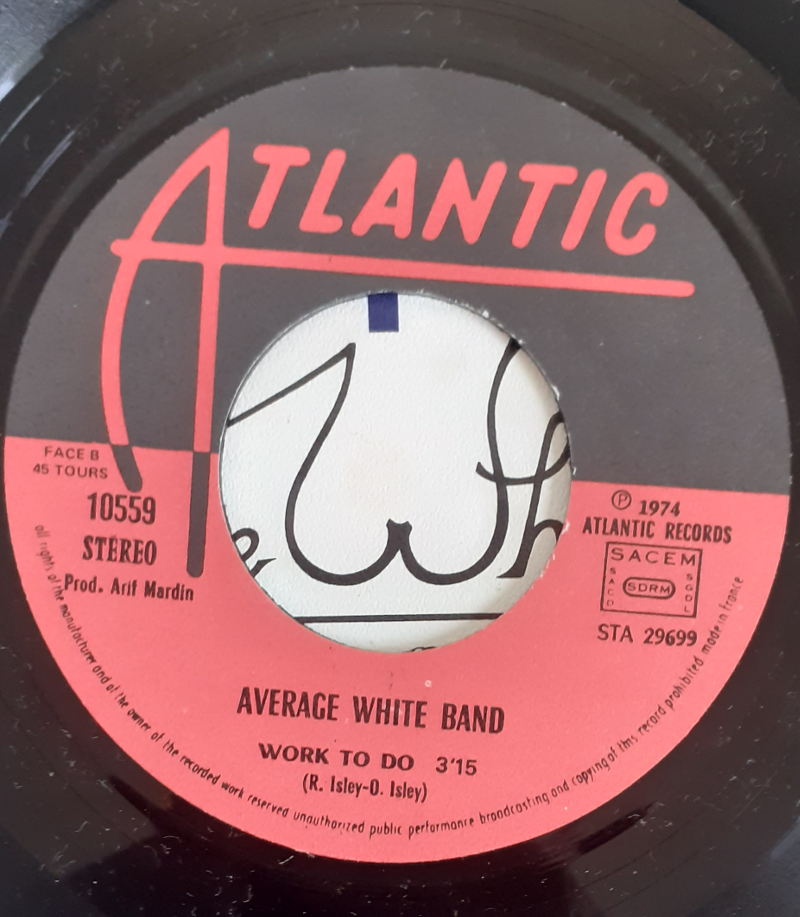 ATLANTIC
FACE B
45 TOURS
10559
STÉREO
Prod. Arif Mardin
Ⓟ 1974
ATLANTIC RECORDS
SACEM
SACD
SDRM
SGDL
STA 29699
AVERAGE WHITE BAND
WORK TO DO 3'15
(R. Isley-O. Isley)
all rights of the manufacturer and of the owner of the recorded work reserved unauthorized public performance broadcasting and copying of this record prohibited made in france